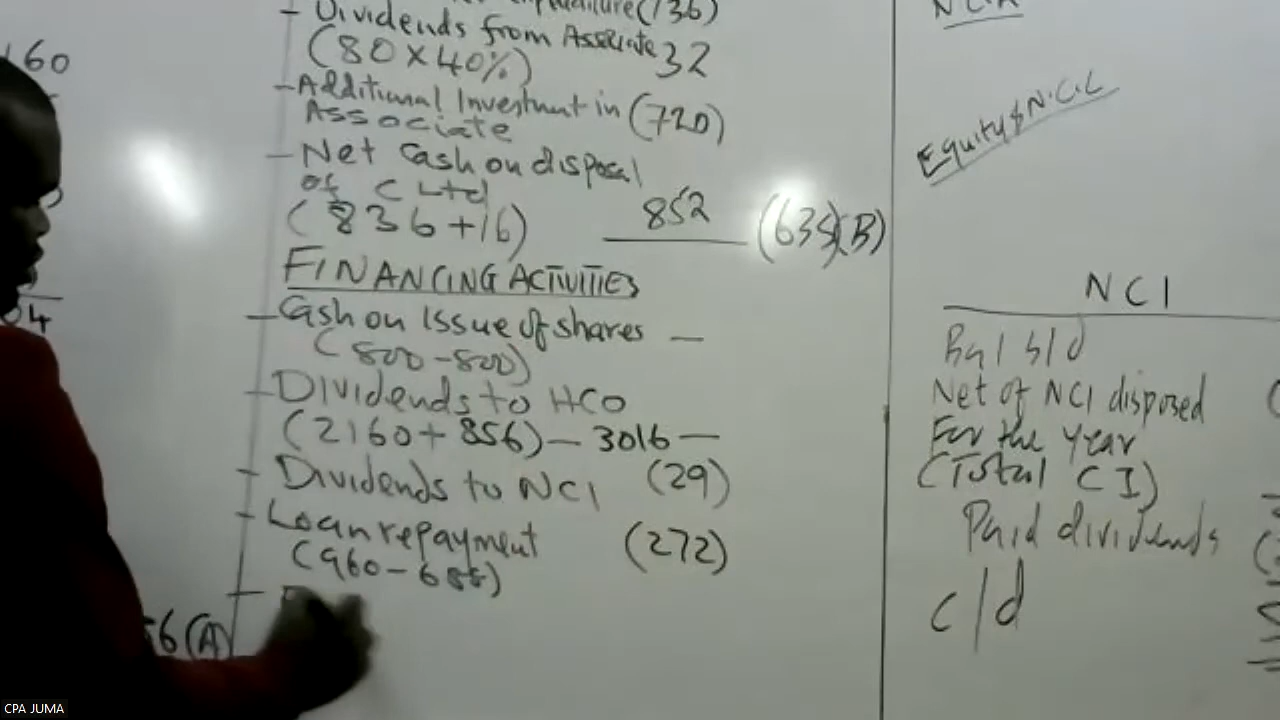 (136)
- Dividends from Associate 32
(80 x 40%)
- Additional Investment in (720)
Associate
- Net Cash on disposal
of C Ltd
(836+16) 852 (635)(B)
FINANCING ACTIVITIES
- Cash on Issue of shares —
(800-800)
- Dividends to HCO
(2160+856) - 3016 —
- Dividends to NCI (29)
- Loan repayment (272)
(960-688)
-
160
04
56(A)
Equity & N.C.L
NCI
Bal b/d
Net of NCI disposed
For the year
(Total CI)
Paid dividends
c/d
CPA JUMA